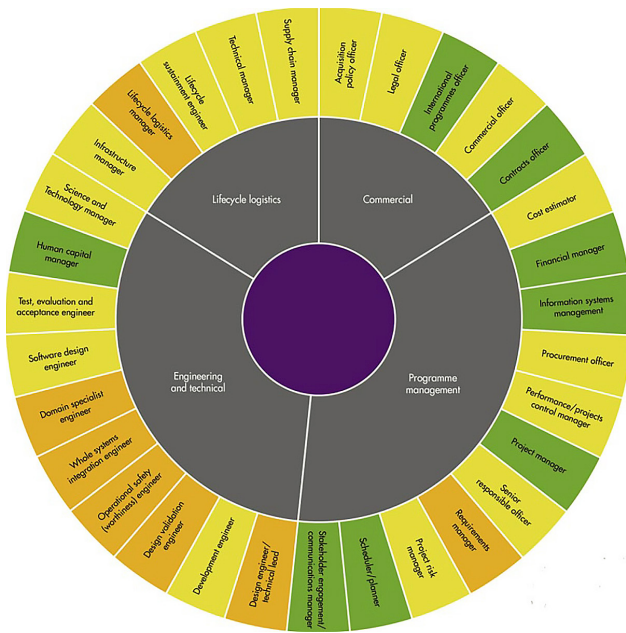 Acquisition
policy officer
Legal officer
International
programmes officer
Commercial officer
Contracts officer
Cost estimator
Financial manager
Information systems
management
Procurement officer
Performance/projects
control manager
Project manager
Senior
responsible officer
Requirements
manager
Project risk
manager
Scheduler/planner
Stakeholder engagement/
communications manager
Design engineer/
technical lead
Development engineer
Design validation
engineer
Operational safety
(worthiness) engineer
Whole systems
integration engineer
Domain specialist
engineer
Software design
engineer
Test, evaluation and
acceptance engineer
Human capital
manager
Science and
Technology manager
Infrastructure
manager
Lifecycle logistics
manager
Lifecycle
sustainment engineer
Technical manager
Supply chain manager
Lifecycle logistics
Commercial
Engineering
and technical
Programme
management